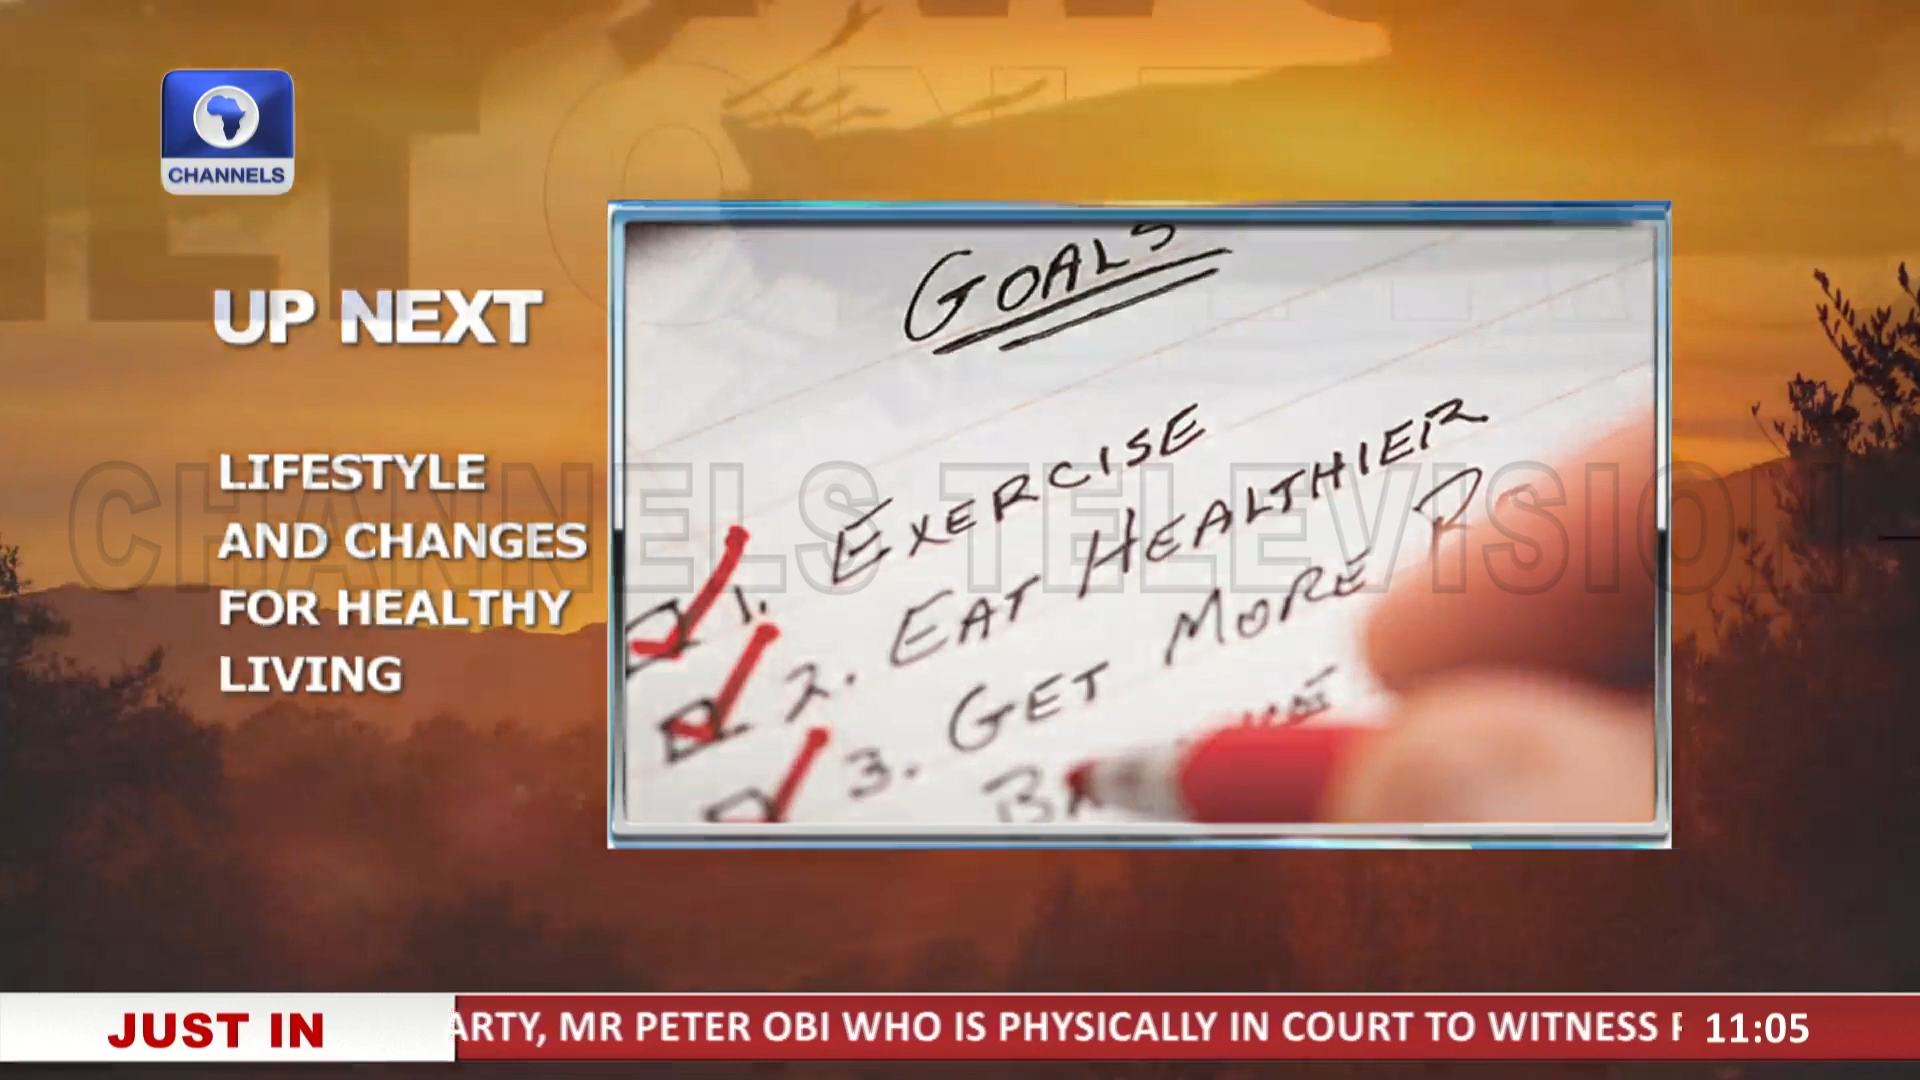 CHANNELS
UP NEXT
LIFESTYLE
AND CHANGES
FOR HEALTHY
LIVING
GOALS
1. EXERCISE
2. EAT HEALTHIER
3. GET MORE
CHANNELS TELEVISION
JUST IN
ARTY, MR PETER OBI WHO IS PHYSICALLY IN COURT TO WITNESS
11:05